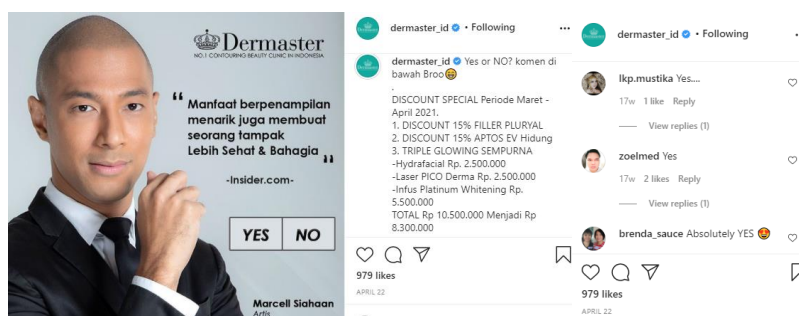 Dermaster
NO.1 CONTOURING BEAUTY CLINIC IN INDONESIA
“ Manfaat berpenampilan
menarik juga membuat
seorang tampak
Lebih Sehat & Bahagia „
-Insider.com-
YES NO
Marcell Siahaan
Artis
dermaster_id • Following
dermaster_id Yes or NO? komen di
bawah Broo😄
.
DISCOUNT SPECIAL Periode Maret -
April 2021.
1. DISCOUNT 15% FILLER PLURYAL
2. DISCOUNT 15% APTOS EV Hidung
3. TRIPLE GLOWING SEMPURNA
-Hydrafacial Rp. 2.500.000
-Laser PICO Derma Rp. 2.500.000
-Infus Platinum Whitening Rp.
5.500.000
TOTAL Rp 10.500.000 Menjadi Rp
8.300.000
979 likes
APRIL 22
dermaster_id • Following
lkp.mustika Yes....
17w 1 like Reply
View replies (1)
zoelmed Yes
17w 2 likes Reply
View replies (1)
brenda_sauce Absolutely YES 😍
979 likes
APRIL 22